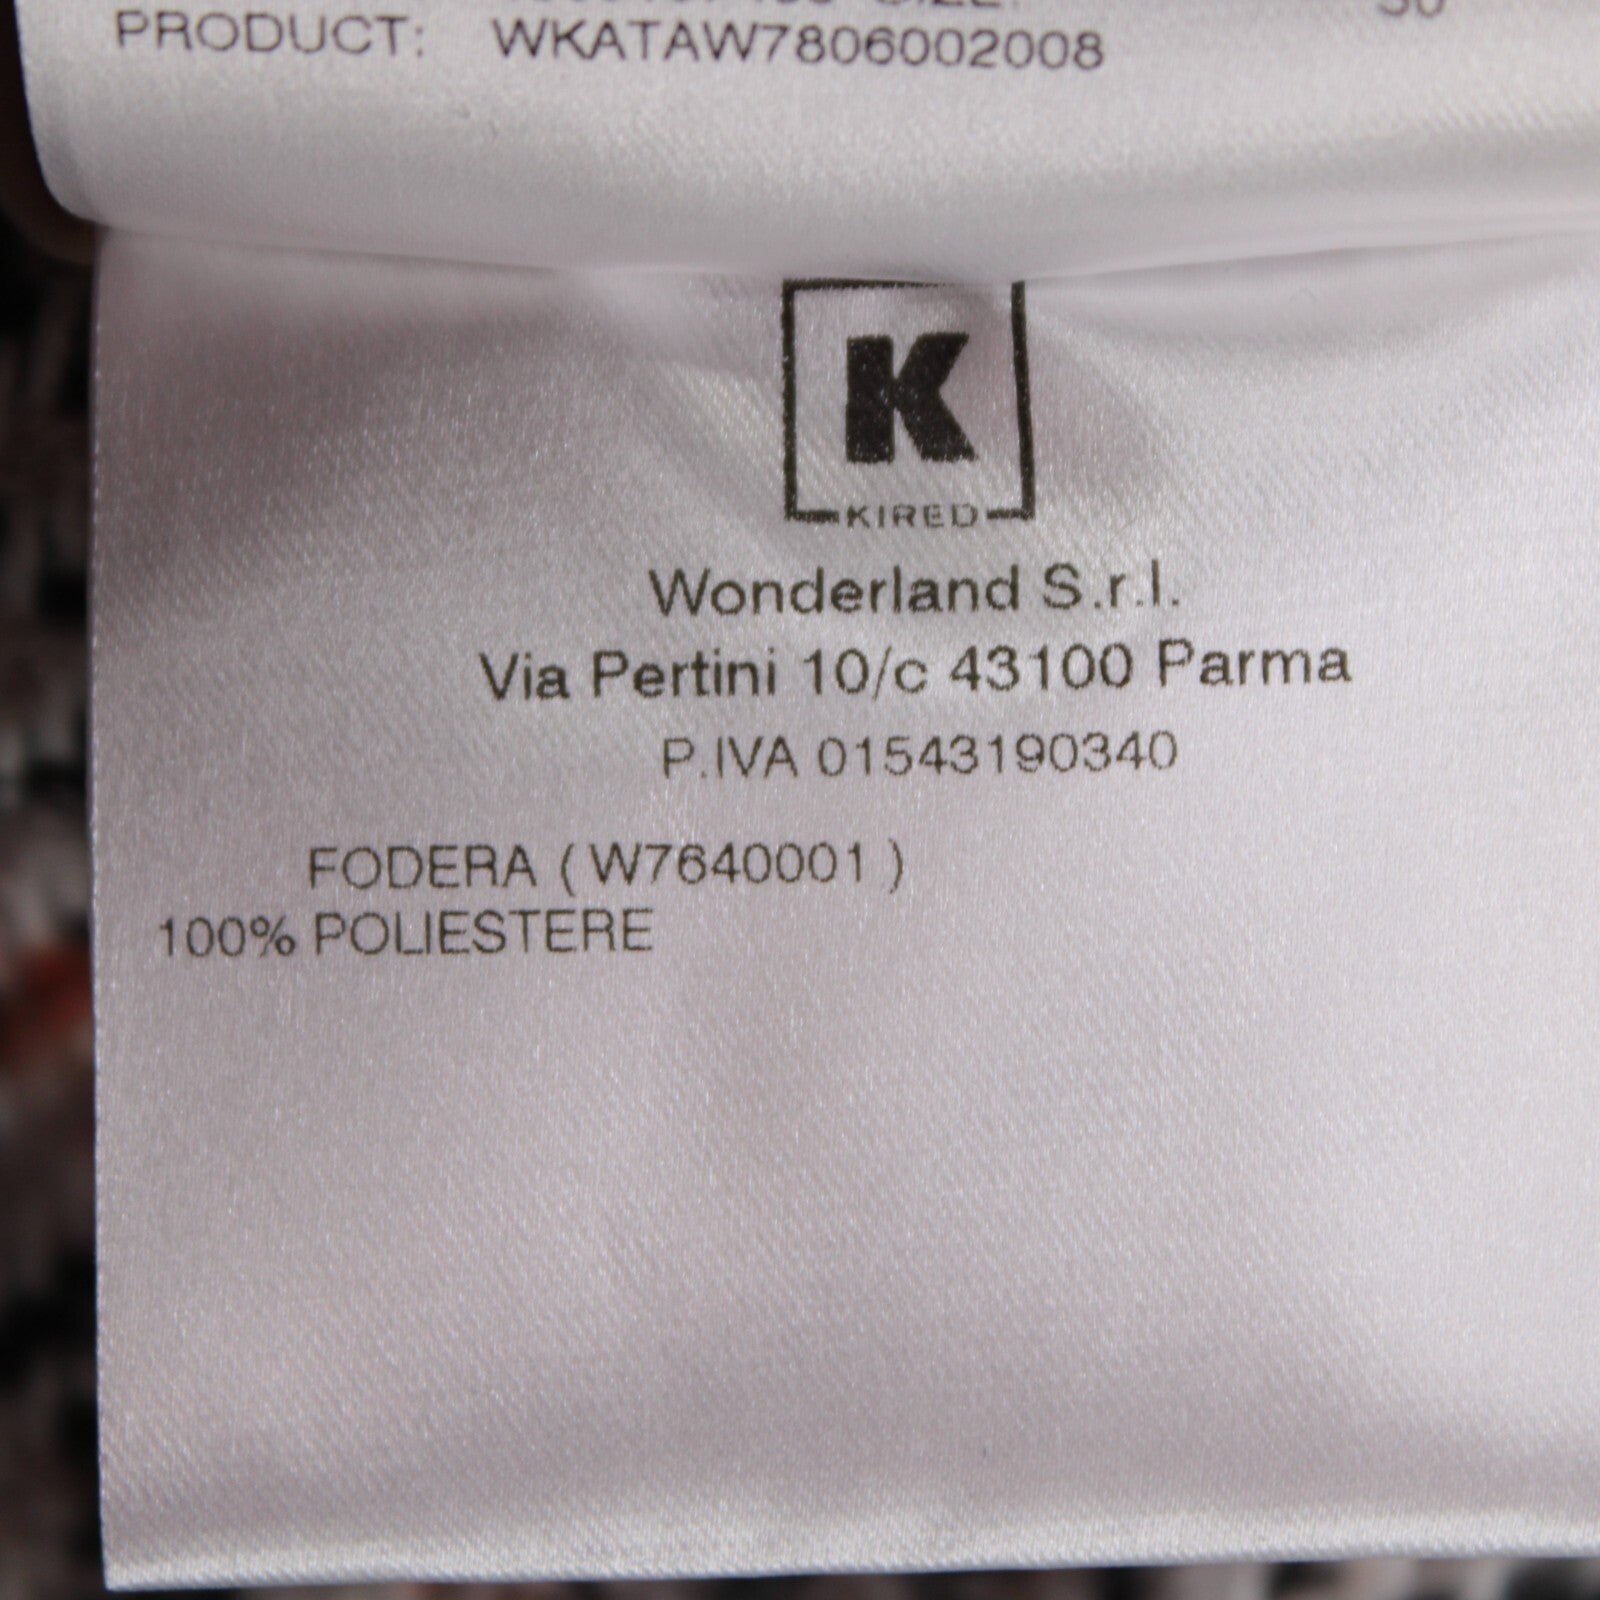 PRODUCT: WKATAW7806002008
K
KIRED
Wonderland S.r.l.
Via Pertini 10/c 43100 Parma
P.IVA 01543190340
FODERA ( W7640001 )
100% POLIESTERE